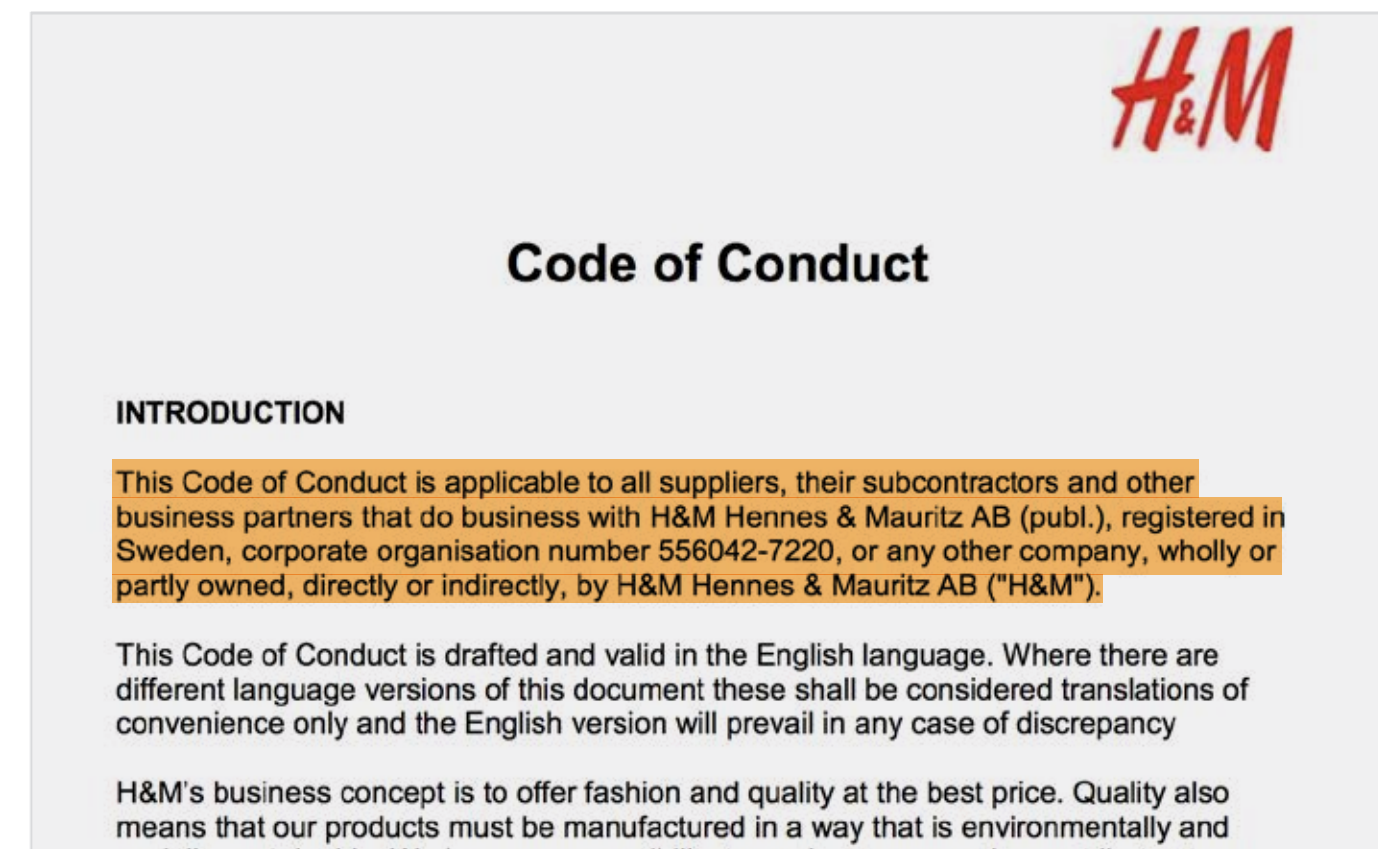 H&M
Code of Conduct
INTRODUCTION
This Code of Conduct is applicable to all suppliers, their subcontractors and other
business partners that do business with H&M Hennes & Mauritz AB (publ.), registered in
Sweden, corporate organisation number 556042-7220, or any other company, wholly or
partly owned, directly or indirectly, by H&M Hennes & Mauritz AB ("H&M").
This Code of Conduct is drafted and valid in the English language. Where there are
different language versions of this document these shall be considered translations of
convenience only and the English version will prevail in any case of discrepancy
H&M's business concept is to offer fashion and quality at the best price. Quality also
means that our products must be manufactured in a way that is environmentally and